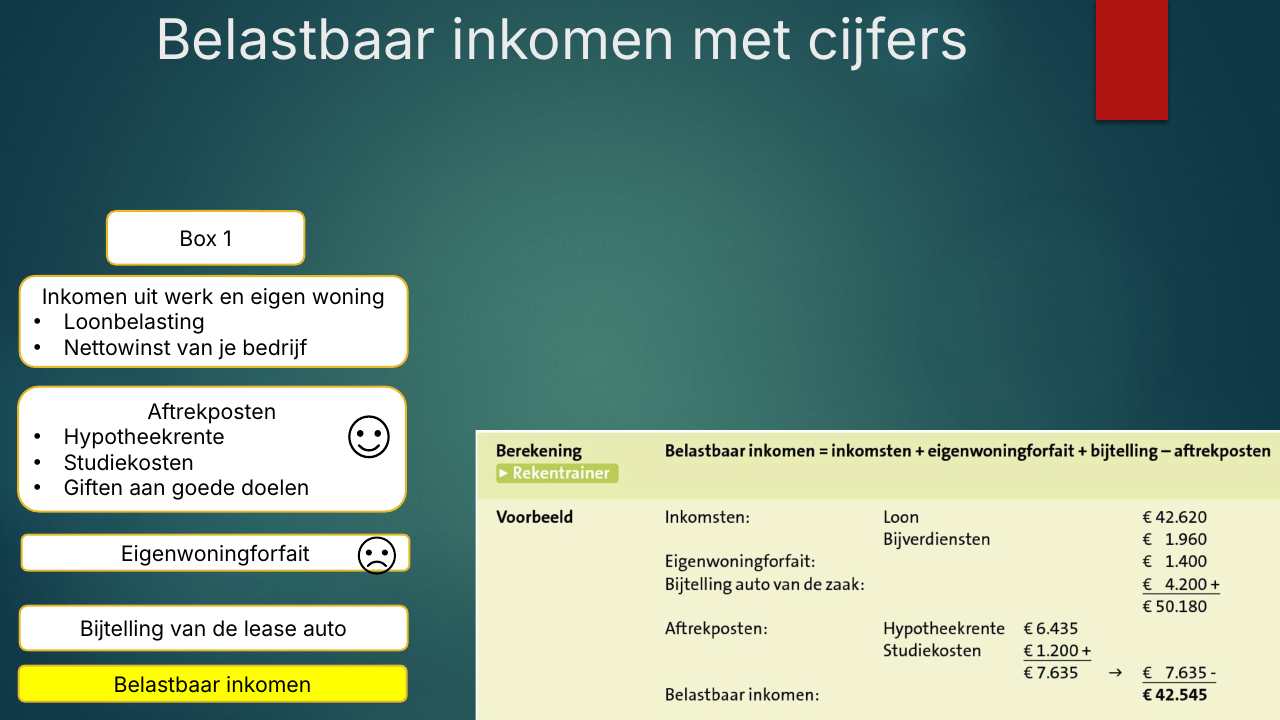 Belastbaar inkomen met cijfers
Box 1
Inkomen uit werk en eigen woning
• Loonbelasting
• Nettowinst van je bedrijf
Aftrekposten
• Hypotheekrente
• Studiekosten
• Giften aan goede doelen
Eigenwoningforfait
Bijtelling van de lease auto
Belastbaar inkomen
Berekening Belastbaar inkomen = inkomsten + eigenwoningforfait + bijtelling – aftrekposten
▸ Rekentrainer
Voorbeeld Inkomsten: Loon € 42.620
Bijverdiensten € 1.960
Eigenwoningforfait: € 1.400
Bijtelling auto van de zaak: € 4.200 +
€ 50.180
Aftrekposten: Hypotheekrente € 6.435
Studiekosten € 1.200 +
€ 7.635 → € 7.635 -
Belastbaar inkomen: € 42.545